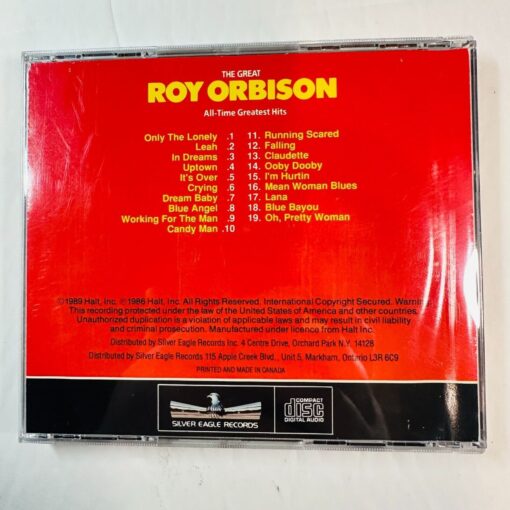 THE GREAT
ROY ORBISON
All-Time Greatest Hits
Only The Lonely .1
Leah .2
In Dreams .3
Uptown .4
It's Over .5
Crying .6
Dream Baby .7
Blue Angel .8
Working For The Man .9
Candy Man .10
11. Running Scared
12. Falling
13. Claudette
14. Ooby Dooby
15. I'm Hurtin
16. Mean Woman Blues
17. Lana
18. Blue Bayou
19. Oh, Pretty Woman
©1989 Halt, Inc. ℗ 1986 Halt, Inc. All Rights Reserved. International Copyright Secured. Warning.
This recording protected under the law of the United States of America and other countries.
Unauthorized duplication is a violation of applicable laws and may result in civil liability
and criminal prosecution. Manufactured under licence from Halt Inc.
Distributed by Silver Eagle Records Inc. 4 Centre Drive, Orchard Park N.Y. 14128
Distributed by Silver Eagle Records 115 Apple Creek Blvd., Unit 5, Markham, Ontario L3R 6C9
PRINTED AND MADE IN CANADA
SILVER EAGLE RECORDS
COMPACT
disc
DIGITAL AUDIO